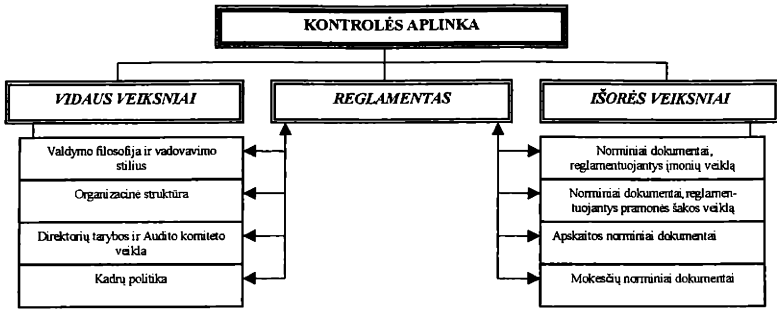 KONTROLĖS APLINKA
VIDAUS VEIKSNIAI
REGLAMENTAS
IŠORĖS VEIKSNIAI
Valdymo filosofija ir vadovavimo
stilius
Organizacinė struktūra
Direktorių tarybos ir Audito komiteto
veikla
Kadrų politika
Norminiai dokumentai,
reglamentuojantys įmonių veiklą
Norminiai dokumentai, reglamen-
tuojantys pramonės šakos veiklą
Apskaitos norminiai dokumentai
Mokesčių norminiai dokumentai